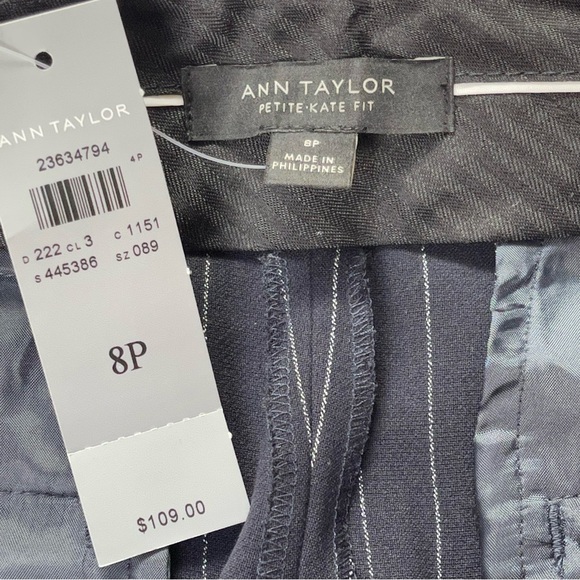 ANN TAYLOR
23634794
4P
D 222 CL 3 C 1151
S 445386 SZ 089
8P
$109.00
ANN TAYLOR
PETITE·KATE FIT
8P
MADE IN
PHILIPPINES